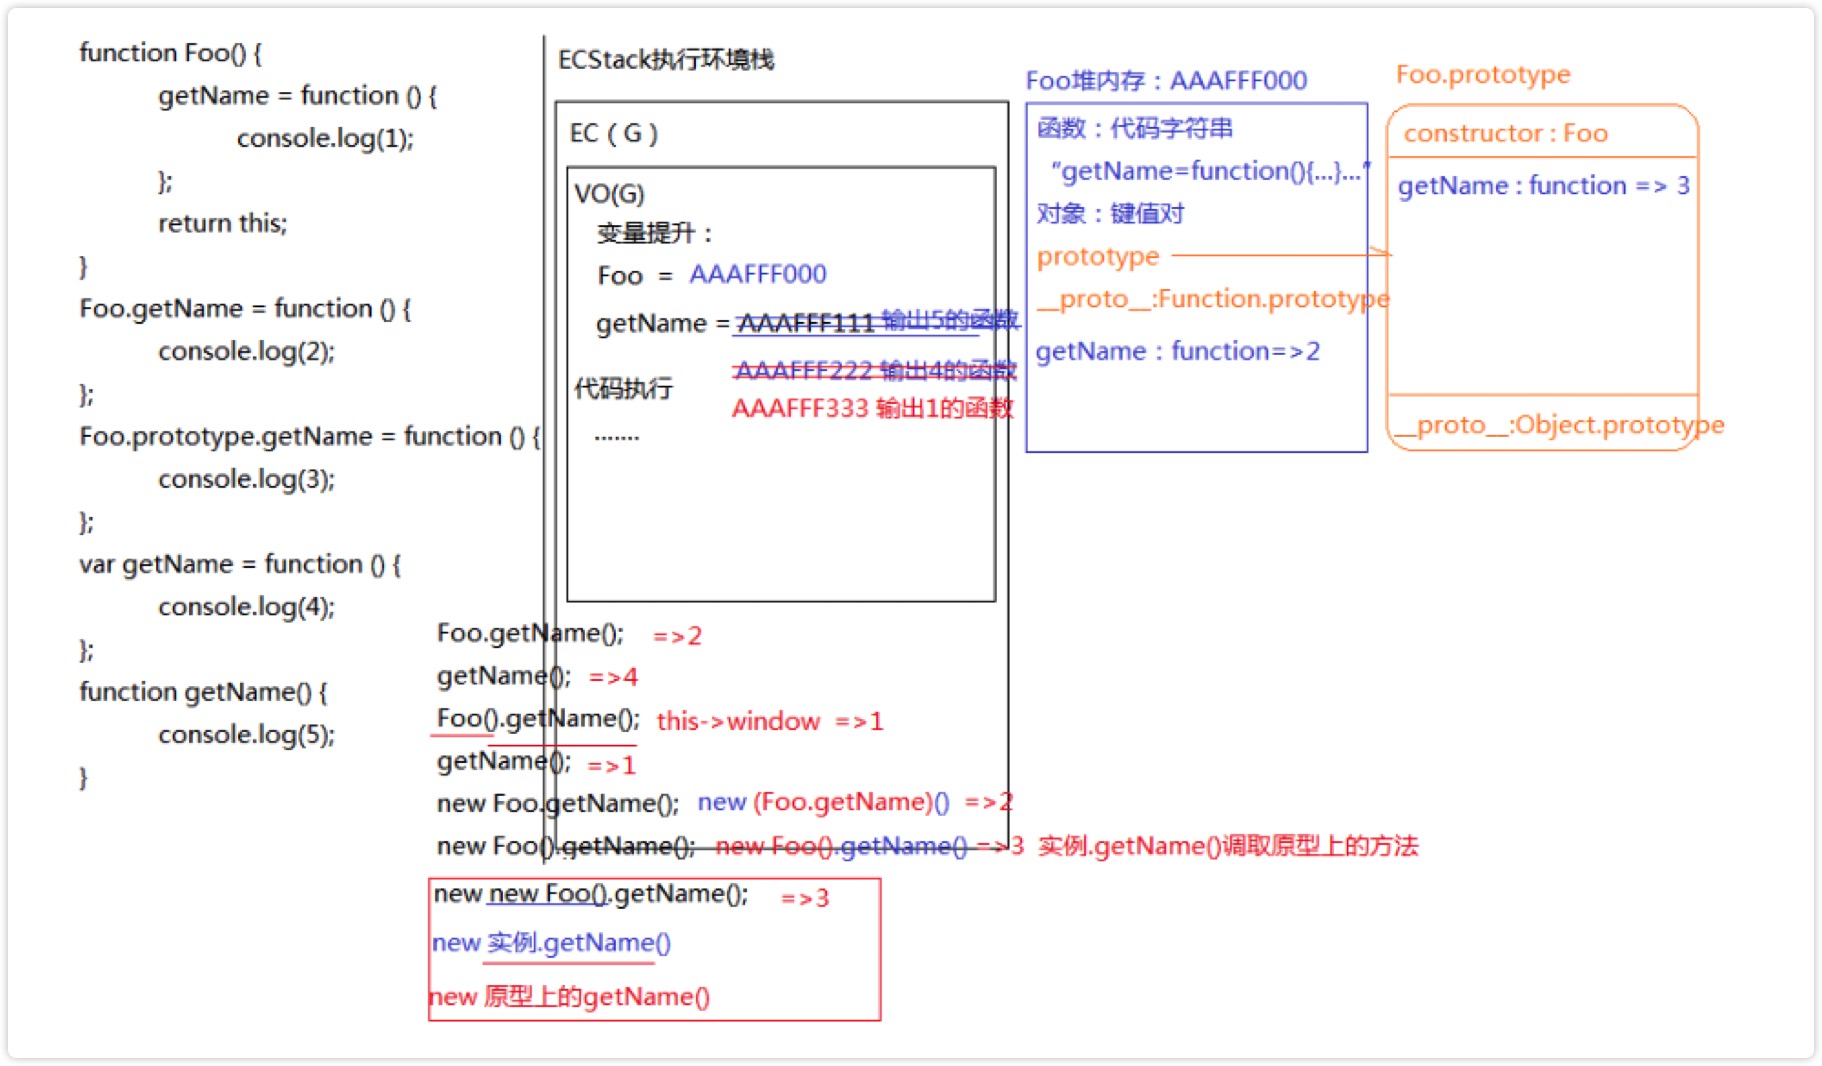 function Foo() {
getName = function () {
console.log(1);
};
return this;
}
Foo.getName = function () {
console.log(2);
};
Foo.prototype.getName = function () {
console.log(3);
};
var getName = function () {
console.log(4);
};
function getName() {
console.log(5);
}
ECStack执行环境栈
EC（G）
VO(G)
变量提升：
Foo = AAAFFF000
getName = AAAFFF111 输出5的函数
AAAFFF222 输出4的函数
AAAFFF333 输出1的函数
代码执行
.......
Foo堆内存：AAAFFF000
函数：代码字符串
“getName=function(){...}...”
对象：键值对
prototype
__proto__:Function.prototype
getName：function=>2
Foo.prototype
constructor : Foo
getName : function => 3
__proto__:Object.prototype
Foo.getName(); =>2
getName(); =>4
Foo().getName(); this->window =>1
getName(); =>1
new Foo.getName(); new (Foo.getName)() =>2
new Foo().getName(); new Foo().getName() =>3 实例.getName()调取原型上的方法
new new Foo().getName(); =>3
new 实例.getName()
new 原型上的getName()